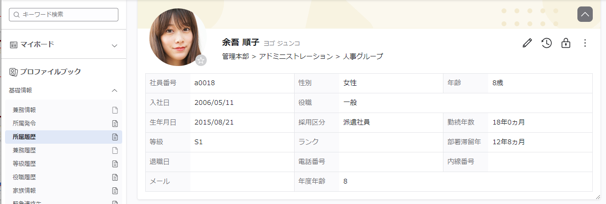 キーワード検索
マイボード
プロファイルブック
基礎情報
兼務情報
所属発令
所属履歴
兼務履歴
等級履歴
役職履歴
家族情報
余吾 順子 ヨゴ ジュンコ
管理本部 > アドミニストレーション > 人事グループ
社員番号 a0018 性別 女性 年齢 8歳
入社日 2006/05/11 役職 一般
生年月日 2015/08/21 採用区分 派遣社員 勤続年数 18年0ヵ月
等級 S1 ランク 部署滞留年 12年8ヵ月
退職日 電話番号 内線番号
メール 年度年齢 8